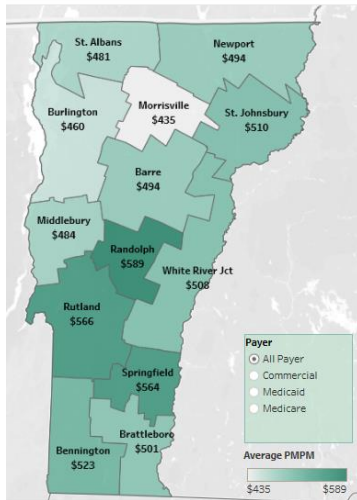 St. Albans
$481
Newport
$494
Burlington
$460
Morrisville
$435
St. Johnsbury
$510
Barre
$494
Middlebury
$484
Randolph
$589
White River Jct
$508
Rutland
$566
Springfield
$564
Brattleboro
$501
Bennington
$523
Payer
All Payer
Commercial
Medicaid
Medicare
Average PMPM
$435 $589